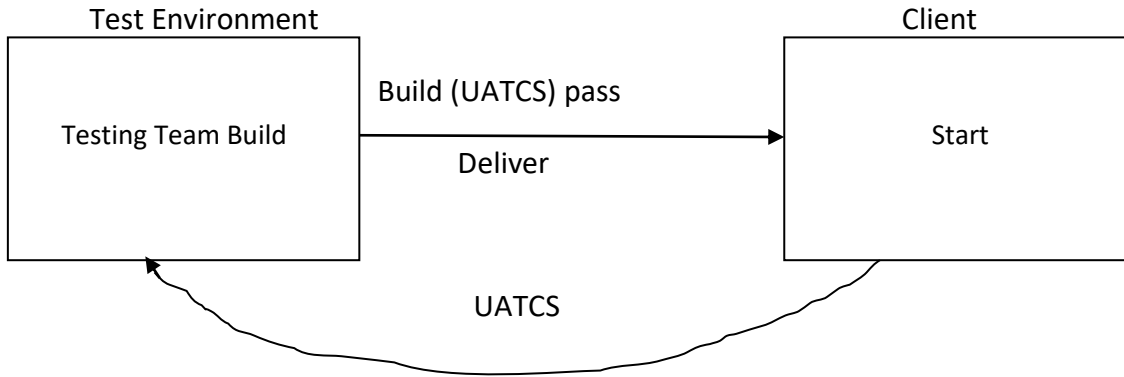 Test Environment
Client
Build (UATCS) pass
Testing Team Build
Start
Deliver
UATCS